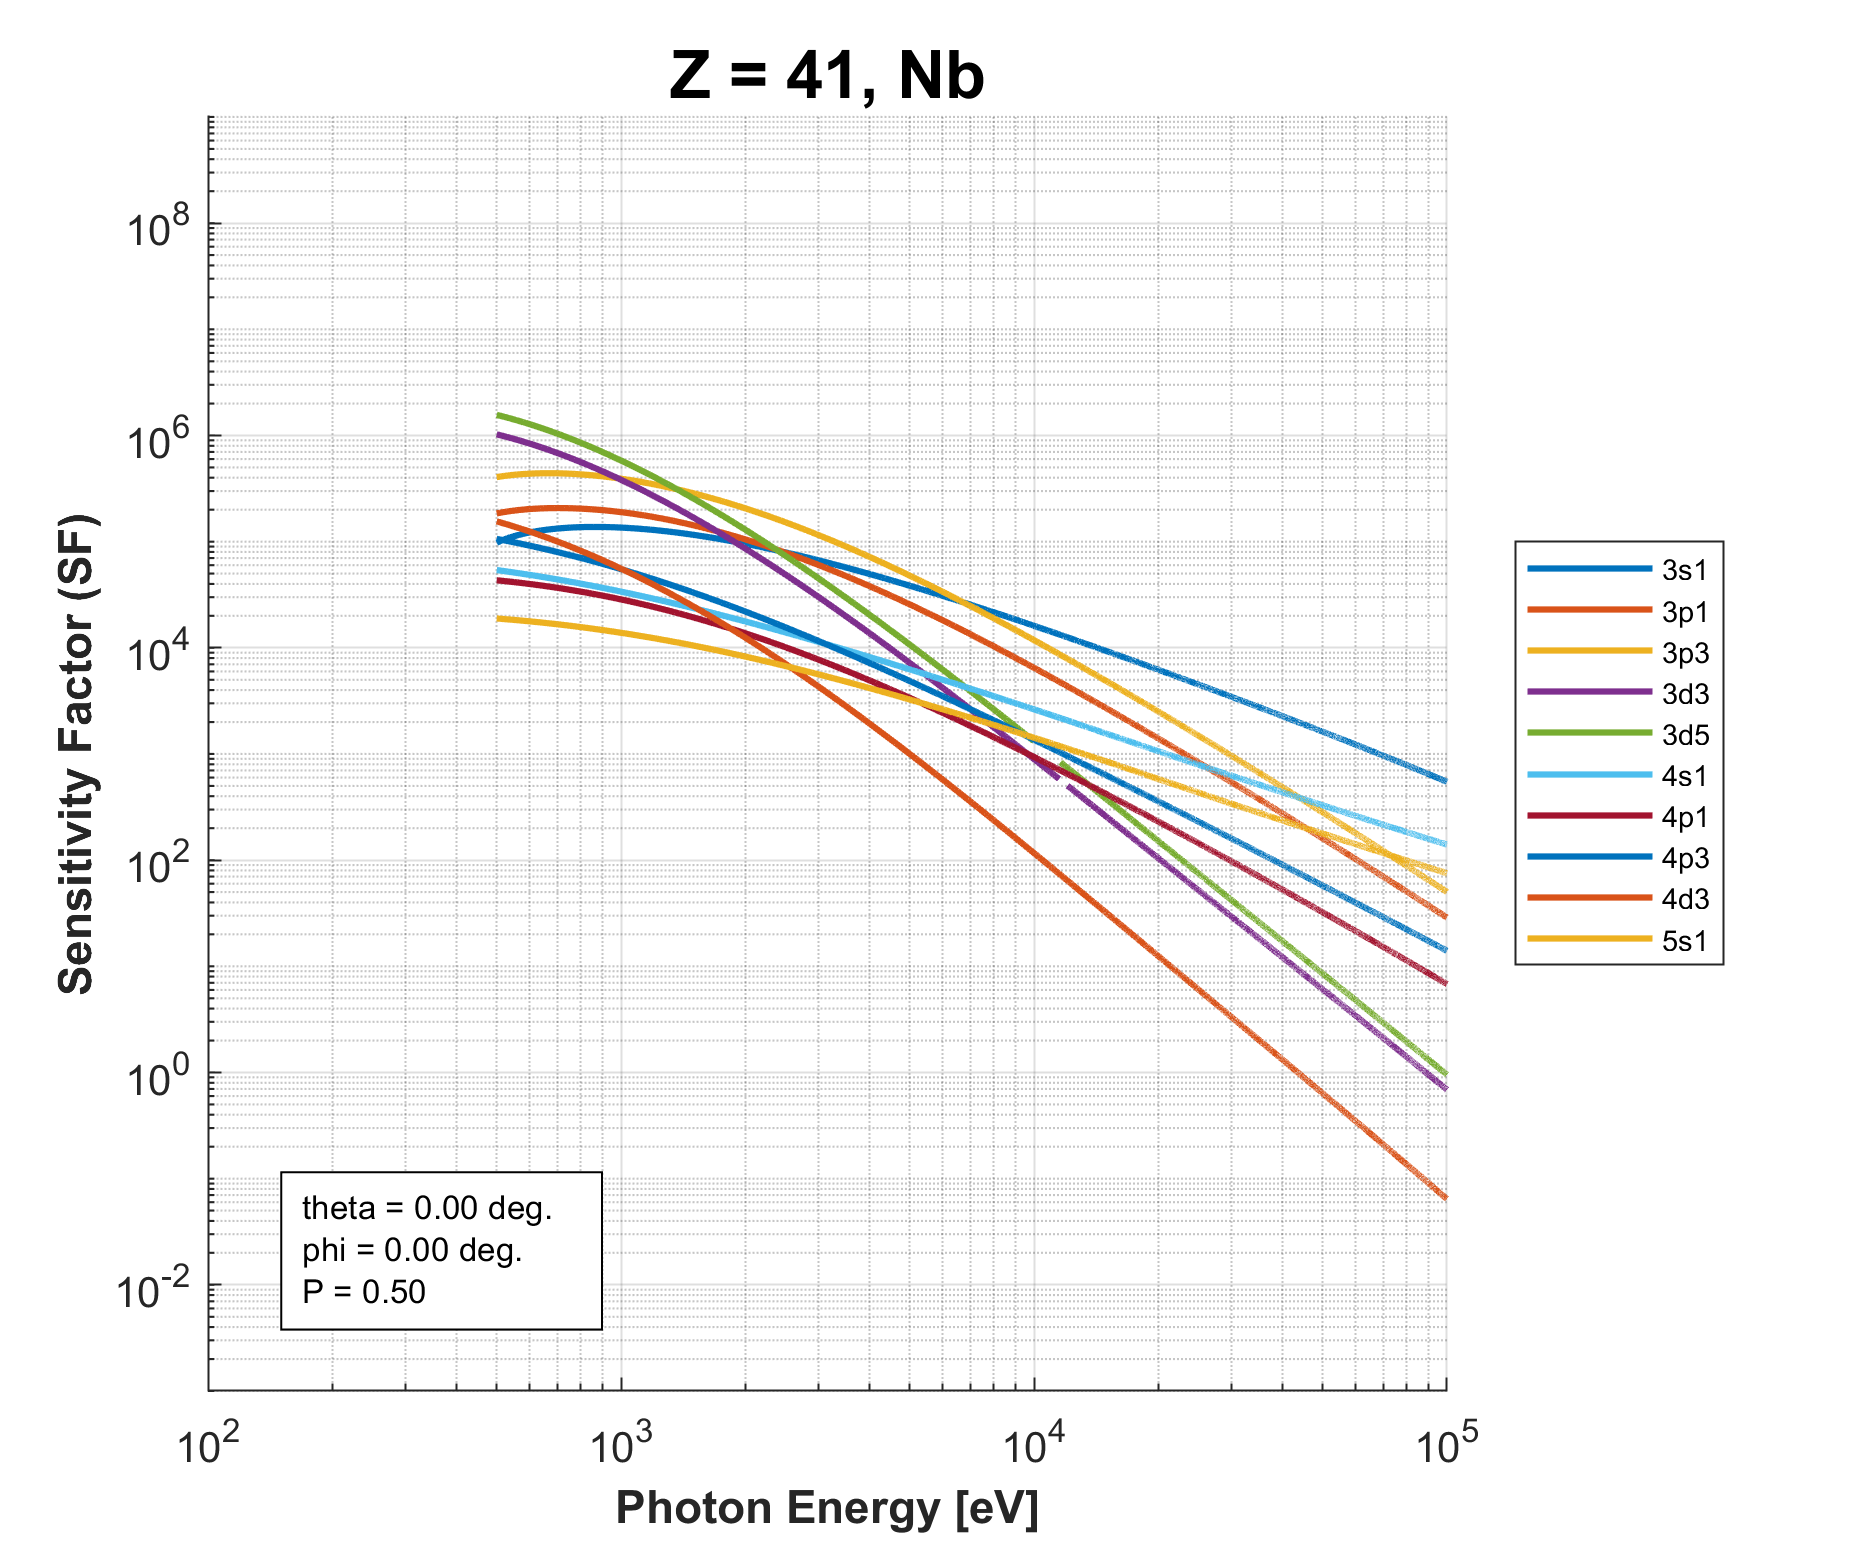 Z = 41, Nb
Sensitivity Factor (SF)
10^8
10^6
10^4
10^2
10^0
10^-2
10^2
10^3
10^4
10^5
Photon Energy [eV]
theta = 0.00 deg.
phi = 0.00 deg.
P = 0.50
3s1
3p1
3p3
3d3
3d5
4s1
4p1
4p3
4d3
5s1